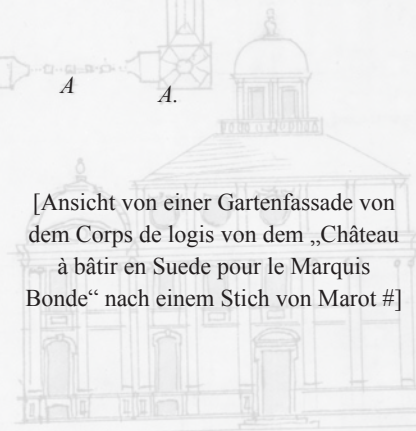 A
A.
[Ansicht von einer Gartenfassade von
dem Corps de logis von dem „Château
à bâtir en Suede pour le Marquis
Bonde“ nach einem Stich von Marot #]